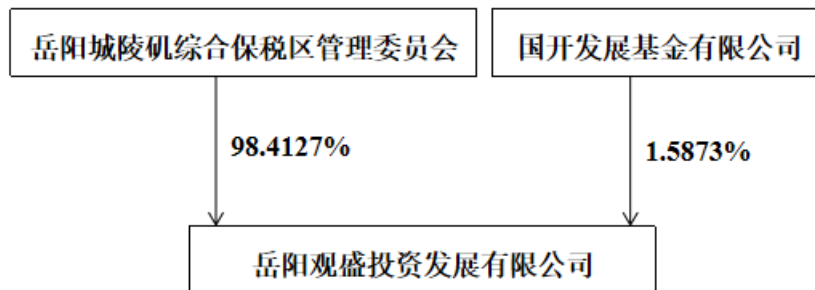 岳阳城陵矶综合保税区管理委员会
国开发展基金有限公司
98.4127%
1.5873%
岳阳观盛投资发展有限公司